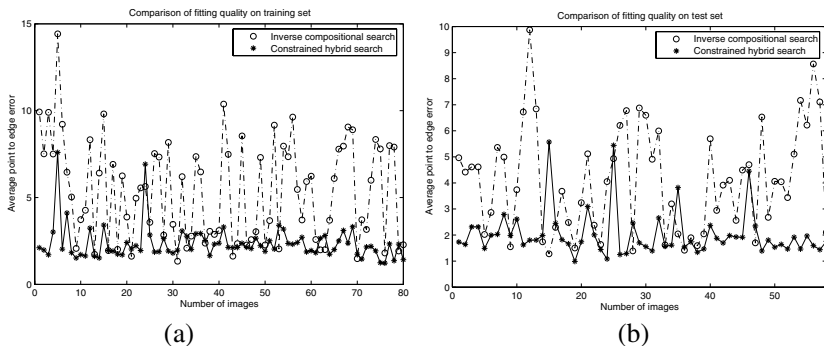 Comparison of fitting quality on training set
Inverse compositional search
Constrained hybrid search
Average point to edge error
15
10
5
0
0 10 20 30 40 50 60 70 80
Number of images
(a)
Comparison of fitting quality on test set
Inverse compositional search
Constrained hybrid search
Average point to edge error
10
9
8
7
6
5
4
3
2
1
0
0 10 20 30 40 50
Number of images
(b)